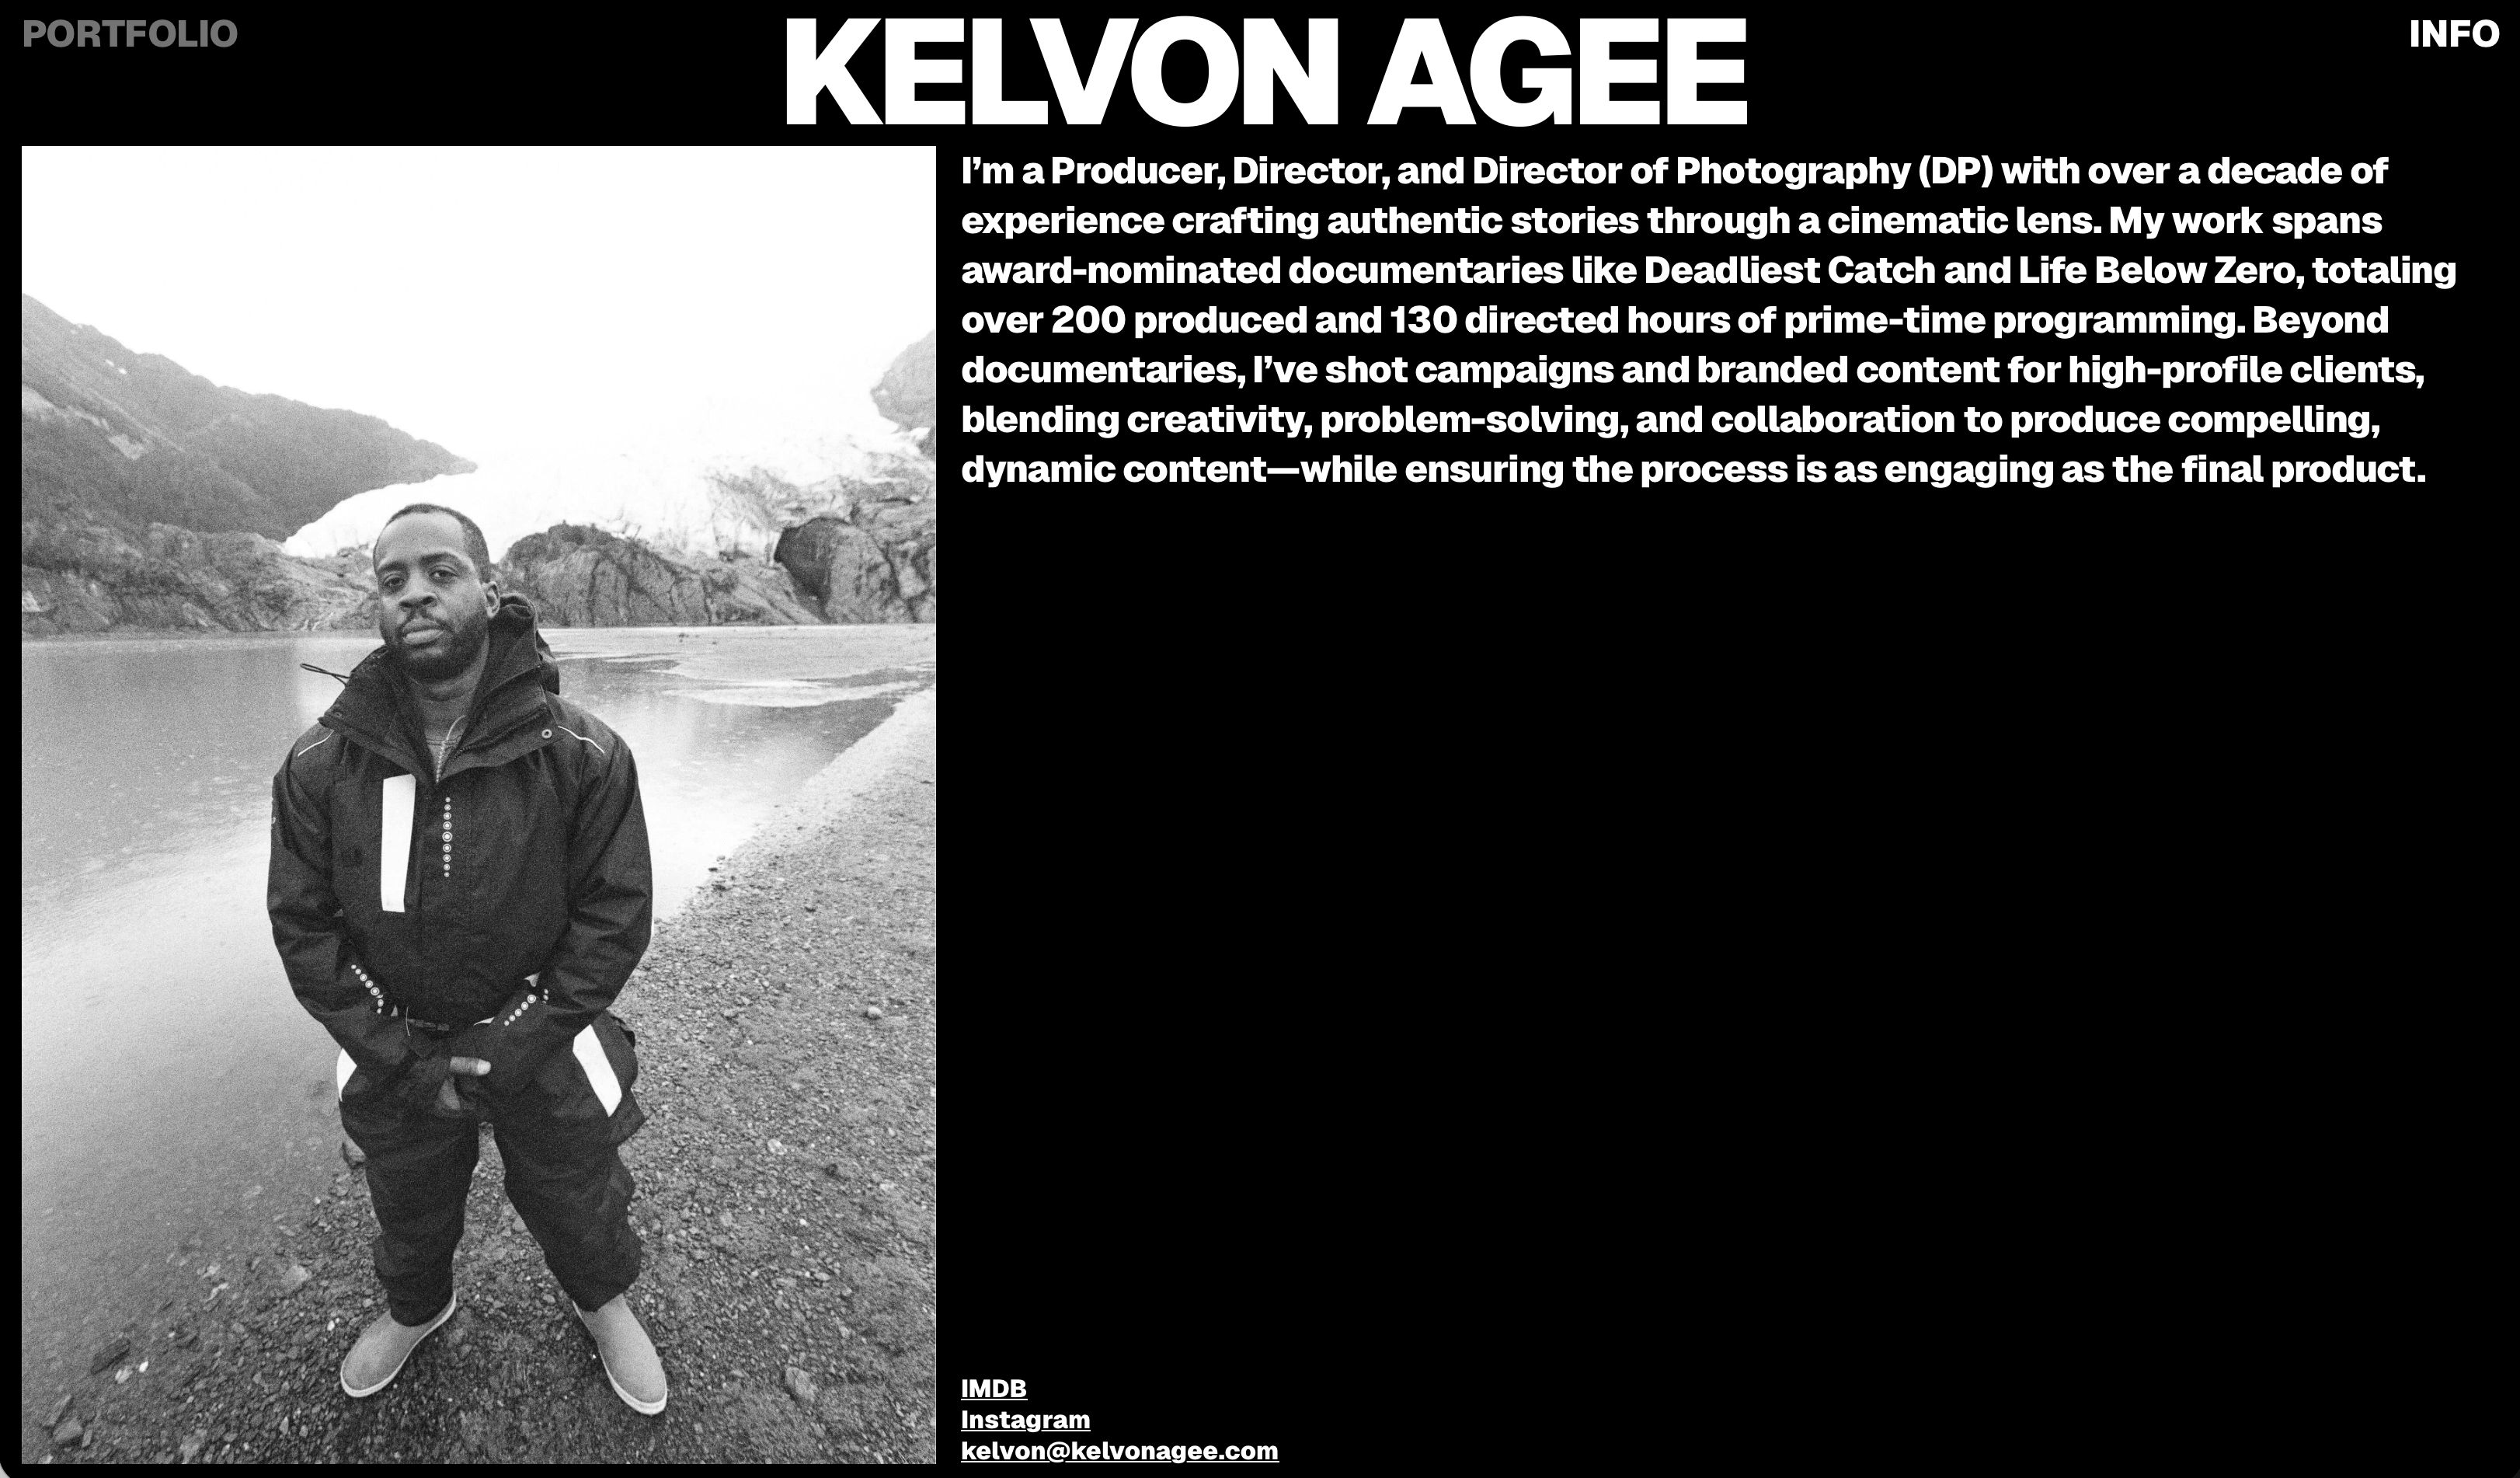 PORTFOLIO
KELVON AGEE
INFO
I’m a Producer, Director, and Director of Photography (DP) with over a decade of
experience crafting authentic stories through a cinematic lens. My work spans
award-nominated documentaries like Deadliest Catch and Life Below Zero, totaling
over 200 produced and 130 directed hours of prime-time programming. Beyond
documentaries, I’ve shot campaigns and branded content for high-profile clients,
blending creativity, problem-solving, and collaboration to produce compelling,
dynamic content—while ensuring the process is as engaging as the final product.
IMDB
Instagram
kelvon@kelvonagee.com